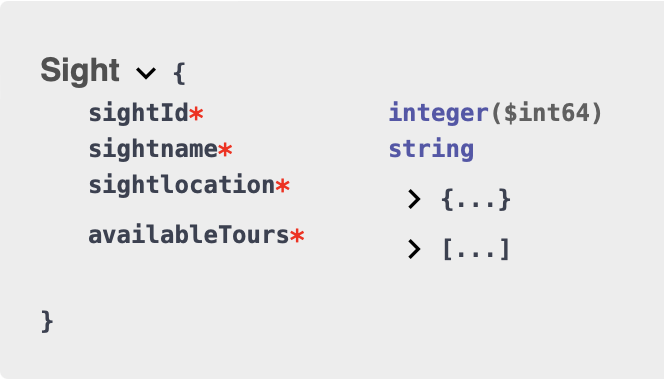 Sight {
sightId* integer($int64)
sightname* string
sightlocation* {...}
availableTours* [...]
}